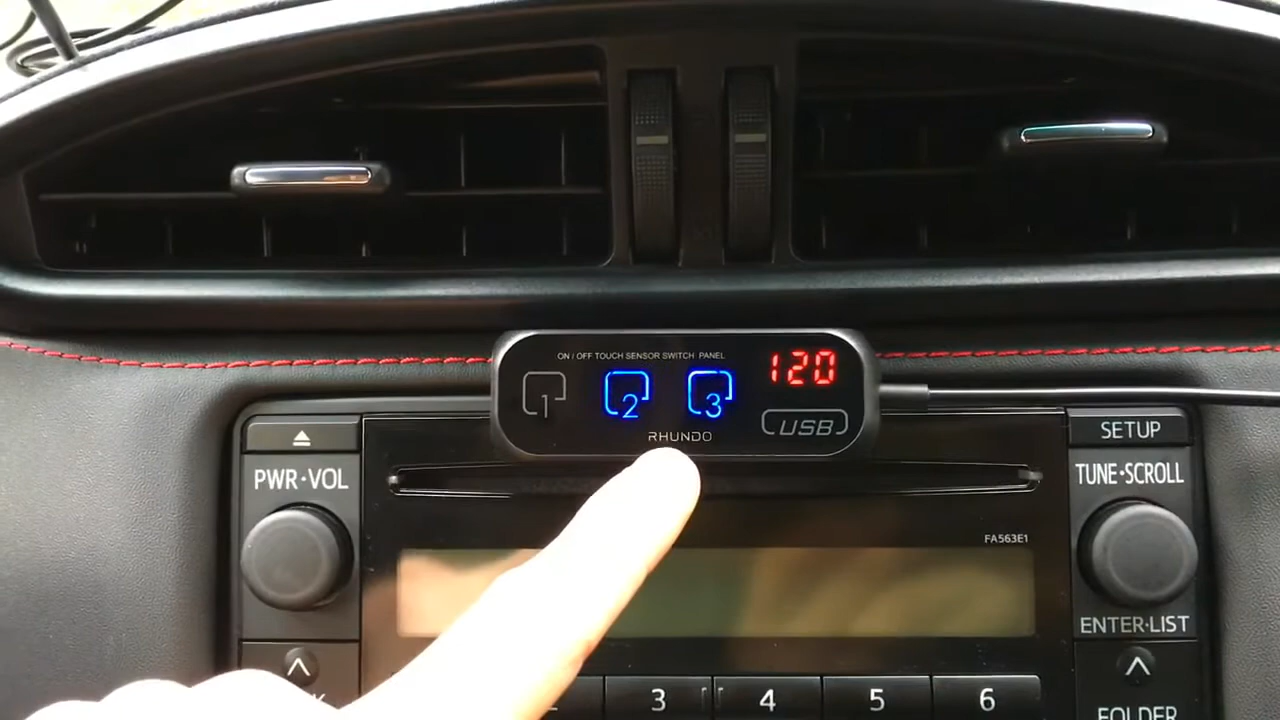 ON / OFF TOUCH SENSOR SWITCH PANEL
1 2 3 120
USB
RHUNDO
SETUP
PWR·VOL
TUNE·SCROLL
FA563E1
ENTER·LIST
3 4 5 6
FOLDER